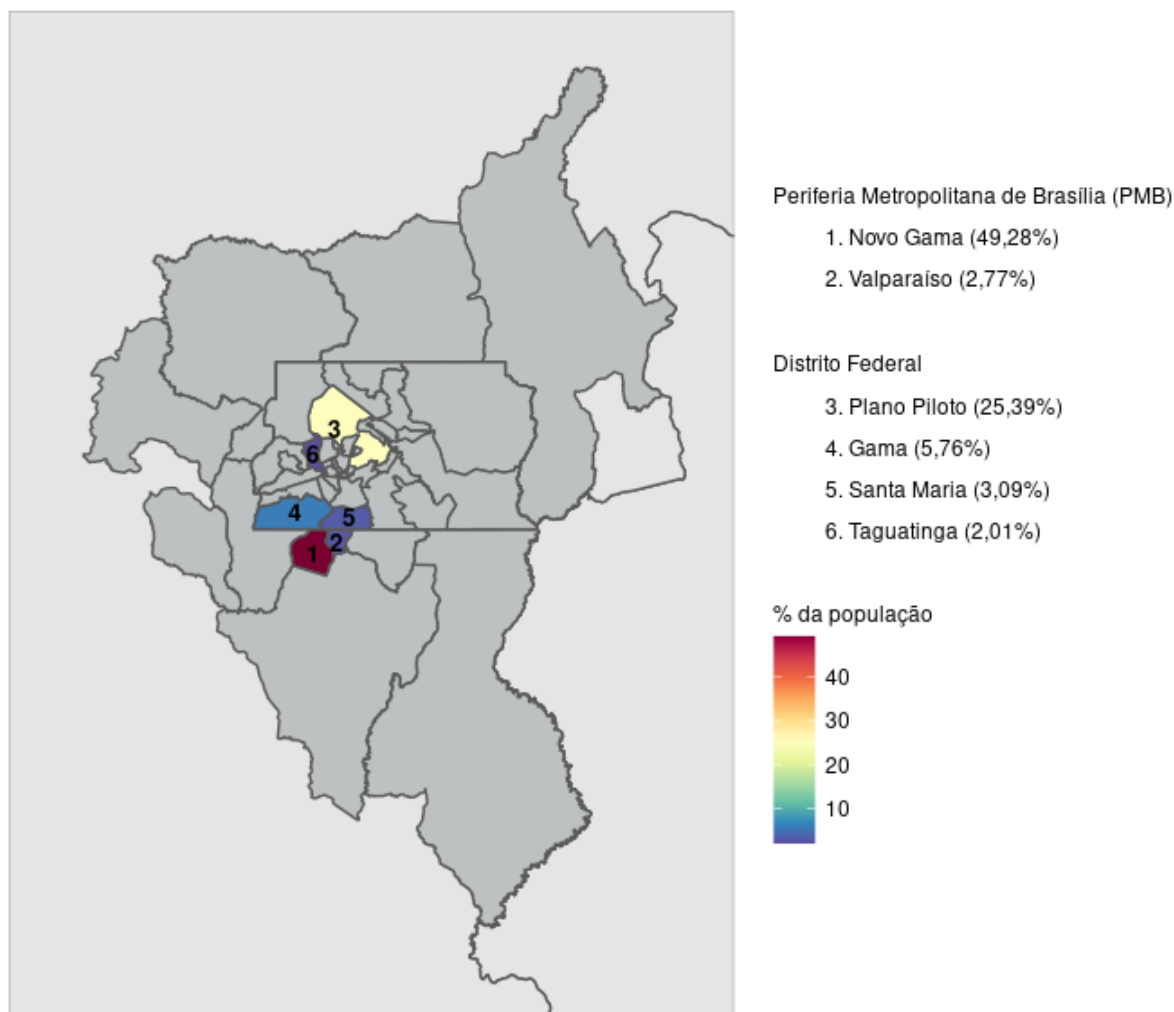 Periferia Metropolitana de Brasília (PMB)
1. Novo Gama (49,28%)
2. Valparaíso (2,77%)
Distrito Federal
3. Plano Piloto (25,39%)
4. Gama (5,76%)
5. Santa Maria (3,09%)
6. Taguatinga (2,01%)
% da população
40
30
20
10
3
6
4
5
2
1